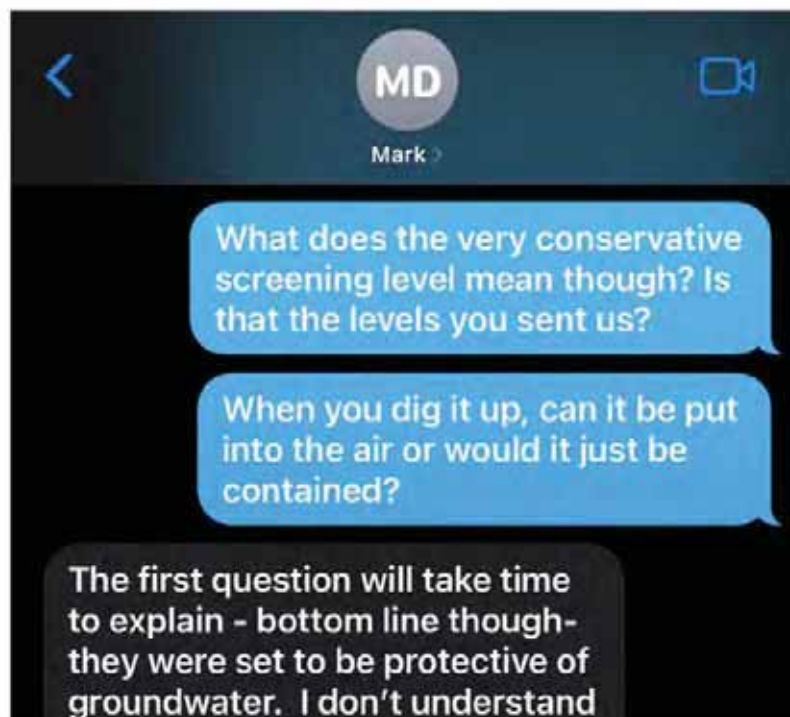 MD
Mark
What does the very conservative
screening level mean though? Is
that the levels you sent us?
When you dig it up, can it be put
into the air or would it just be
contained?
The first question will take time
to explain - bottom line though-
they were set to be protective of
groundwater. I don't understand